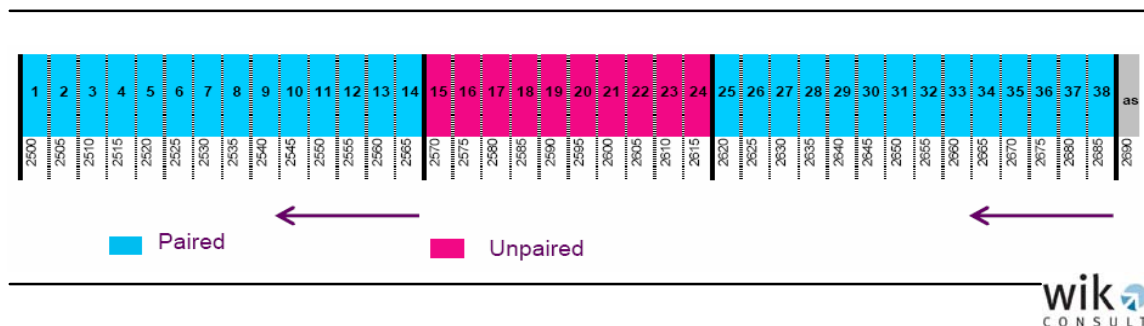 1 2 3 4 5 6 7 8 9 10 11 12 13 14 15 16 17 18 19 20 21 22 23 24 25 26 27 28 29 30 31 32 33 34 35 36 37 38 as
2500 2505 2510 2515 2520 2525 2530 2535 2540 2545 2550 2555 2560 2565 2570 2575 2580 2585 2590 2595 2600 2605 2610 2615 2620 2625 2630 2635 2640 2645 2650 2655 2660 2665 2670 2675 2680 2685 2690
Paired Unpaired
wik
CONSULT